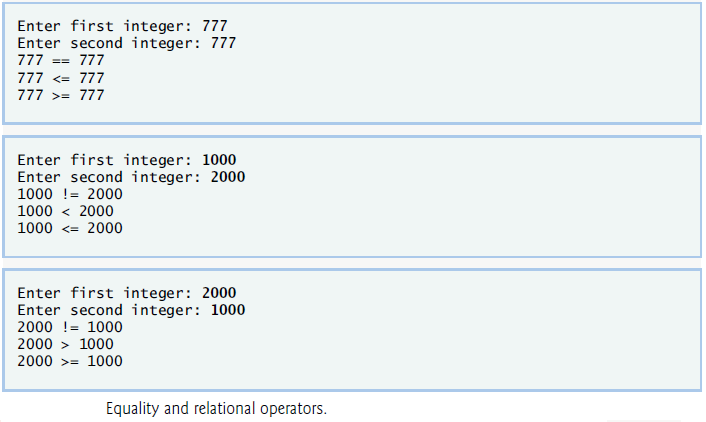 Enter first integer: 777
Enter second integer: 777
777 == 777
777 <= 777
777 >= 777
Enter first integer: 1000
Enter second integer: 2000
1000 != 2000
1000 < 2000
1000 <= 2000
Enter first integer: 2000
Enter second integer: 1000
2000 != 1000
2000 > 1000
2000 >= 1000
Equality and relational operators.